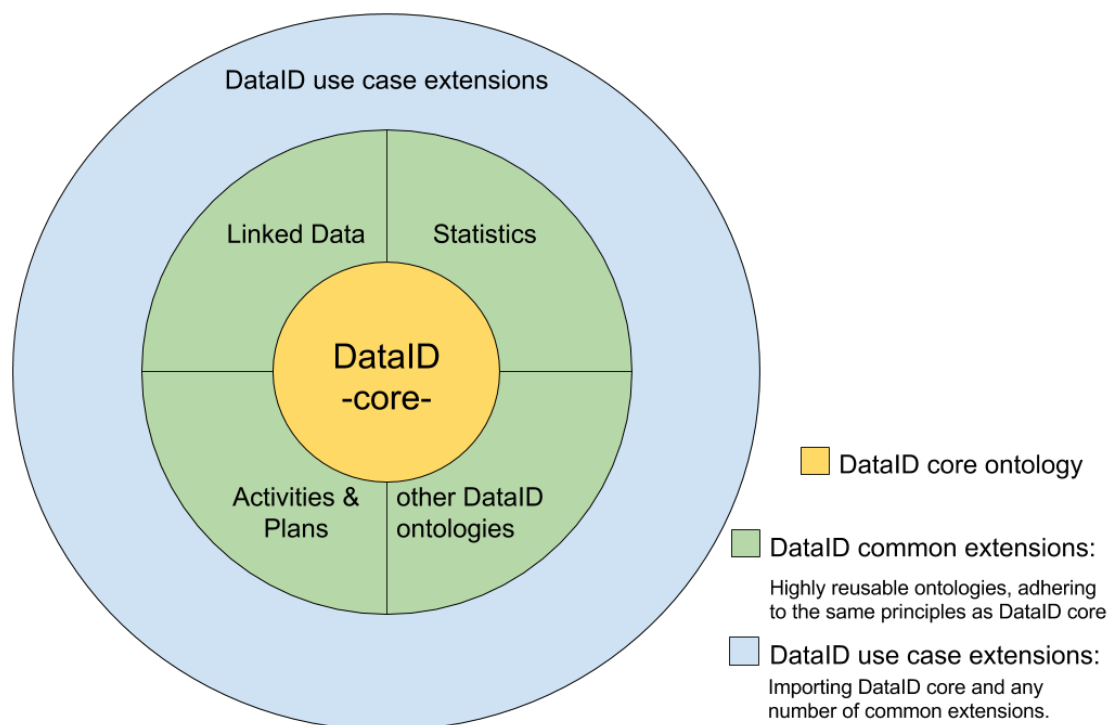 DataID use case extensions
Linked Data
Statistics
DataID
-core-
Activities &
Plans
other DataID
ontologies
DataID core ontology
DataID common extensions:
Highly reusable ontologies, adhering
to the same principles as DataID core
DataID use case extensions:
Importing DataID core and any
number of common extensions.